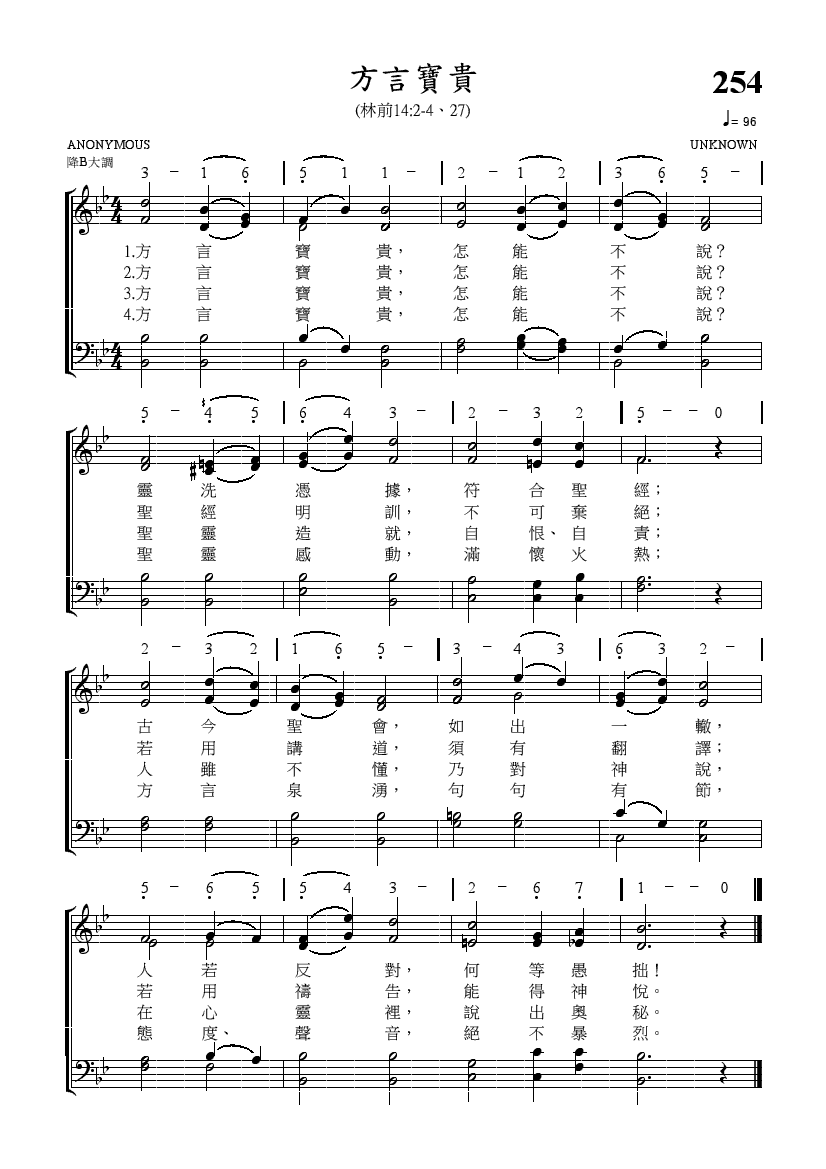 方言寶貴
254
(林前14:2-4、27)
♩= 96
ANONYMOUS
UNKNOWN
降B大調
3 - 1 6 | 5 1 1 - | 2 - 1 2 | 3 6 5 - |
1.方 言 寶 貴， 怎 能 不 說？
2.方 言 寶 貴， 怎 能 不 說？
3.方 言 寶 貴， 怎 能 不 說？
4.方 言 寶 貴， 怎 能 不 說？
5 - 4 5 | 6 4 3 - | 2 - 3 2 | 5 - - 0 |
靈 洗 憑 據， 符 合 聖 經；
聖 經 明 訓， 不 可 棄 絕；
聖 靈 造 就， 自 恨、 自 責；
聖 靈 感 動， 滿 懷 火 熱；
2 - 3 2 | 1 6 5 - | 3 - 4 3 | 6 3 2 - |
古 今 聖 會， 如 出 一 轍，
若 用 講 道， 須 有 翻 譯；
人 雖 不 懂， 乃 對 神 說，
方 言 泉 湧， 句 句 有 節，
5 - 6 5 | 5 4 3 - | 2 - 6 7 | 1 - - 0
人 若 反 對， 何 等 愚 拙！
若 用 禱 告， 能 得 神 悅。
在 心 靈 裡， 說 出 奧 秘。
態 度、 聲 音， 絕 不 暴 烈。